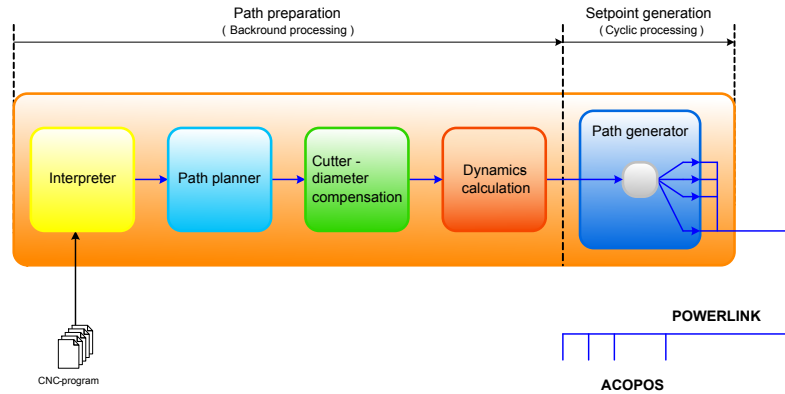 Path preparation
( Backround processing )
Setpoint generation
( Cyclic processing )
Interpreter
Path planner
Cutter -
diameter
compensation
Dynamics
calculation
Path generator
CNC-program
POWERLINK
ACOPOS